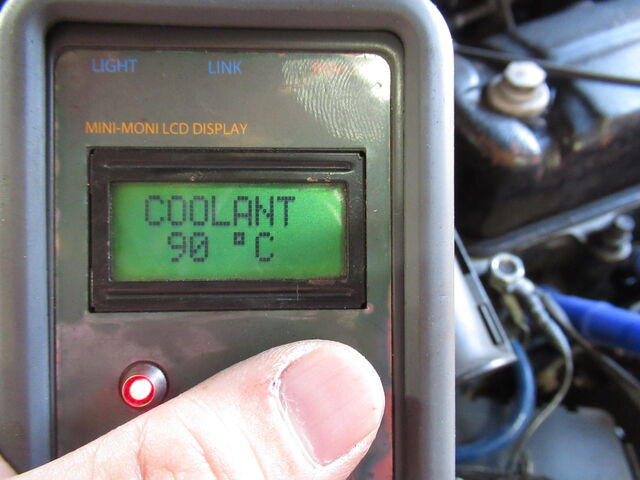 LIGHT LINK
MINI-MONI LCD DISPLAY
COOLANT
90 °C